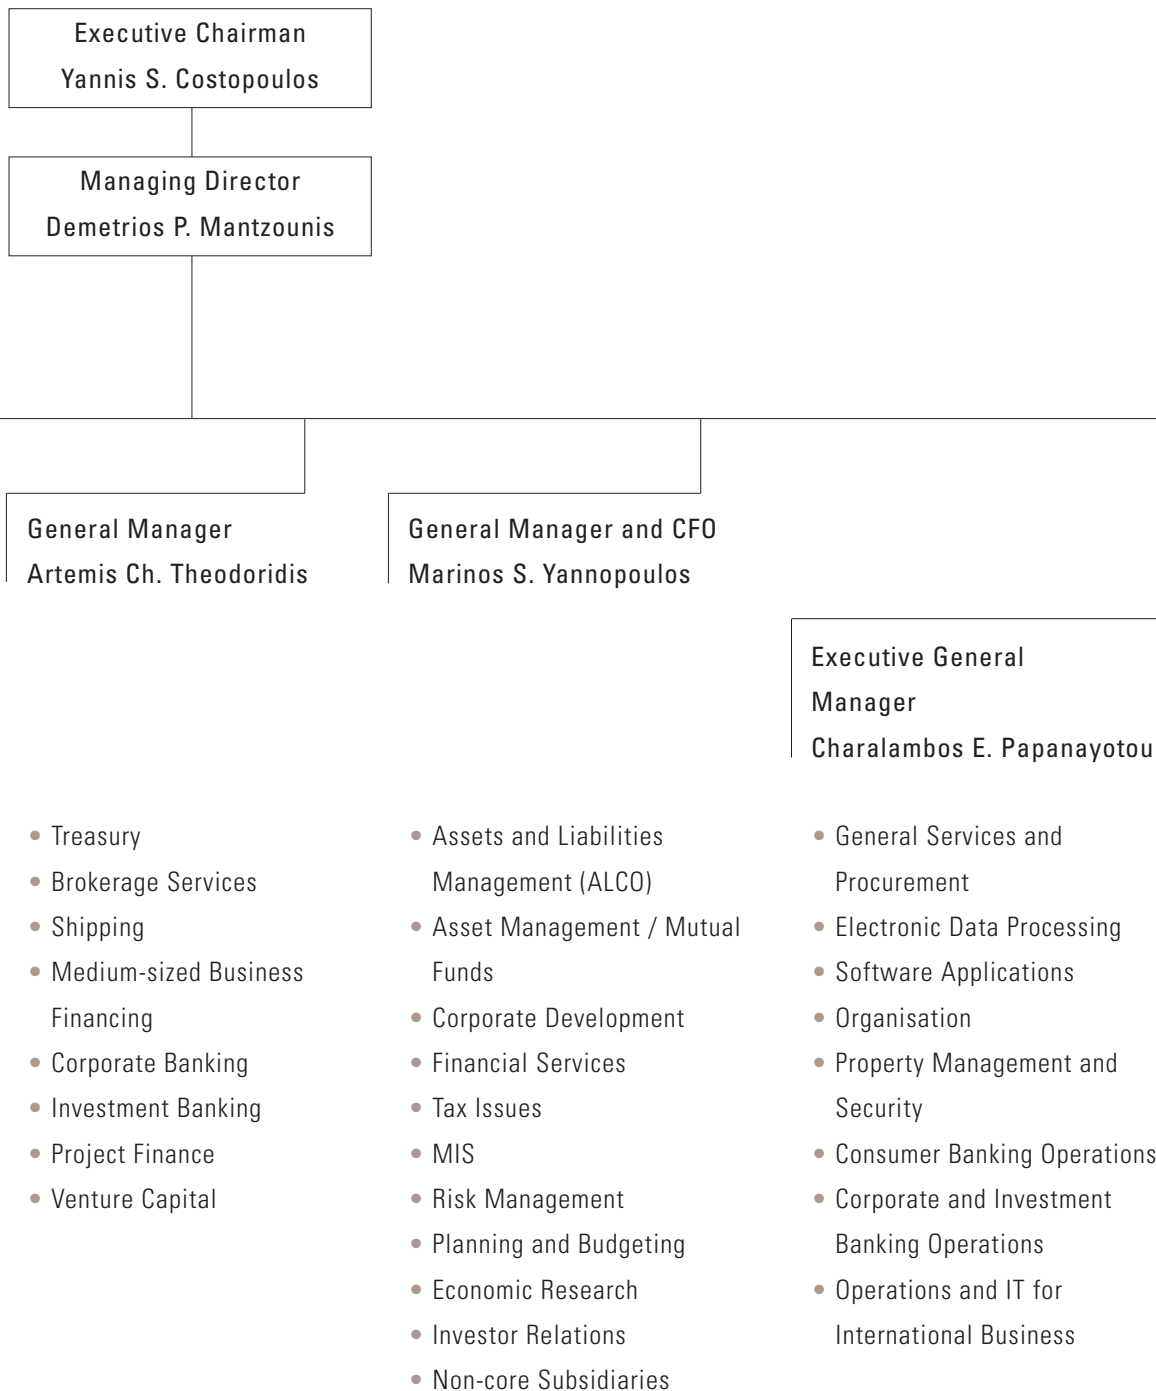 Executive Chairman
Yannis S. Costopoulos
Managing Director
Demetrios P. Mantzounis
General Manager
Artemis Ch. Theodoridis
General Manager and CFO
Marinos S. Yannopoulos
Executive General
Manager
Charalambos E. Papanayotou
• Treasury
• Brokerage Services
• Shipping
• Medium-sized Business
Financing
• Corporate Banking
• Investment Banking
• Project Finance
• Venture Capital
• Assets and Liabilities
Management (ALCO)
• Asset Management / Mutual
Funds
• Corporate Development
• Financial Services
• Tax Issues
• MIS
• Risk Management
• Planning and Budgeting
• Economic Research
• Investor Relations
• Non-core Subsidiaries
• General Services and
Procurement
• Electronic Data Processing
• Software Applications
• Organisation
• Property Management and
Security
• Consumer Banking Operations
• Corporate and Investment
Banking Operations
• Operations and IT for
International Business